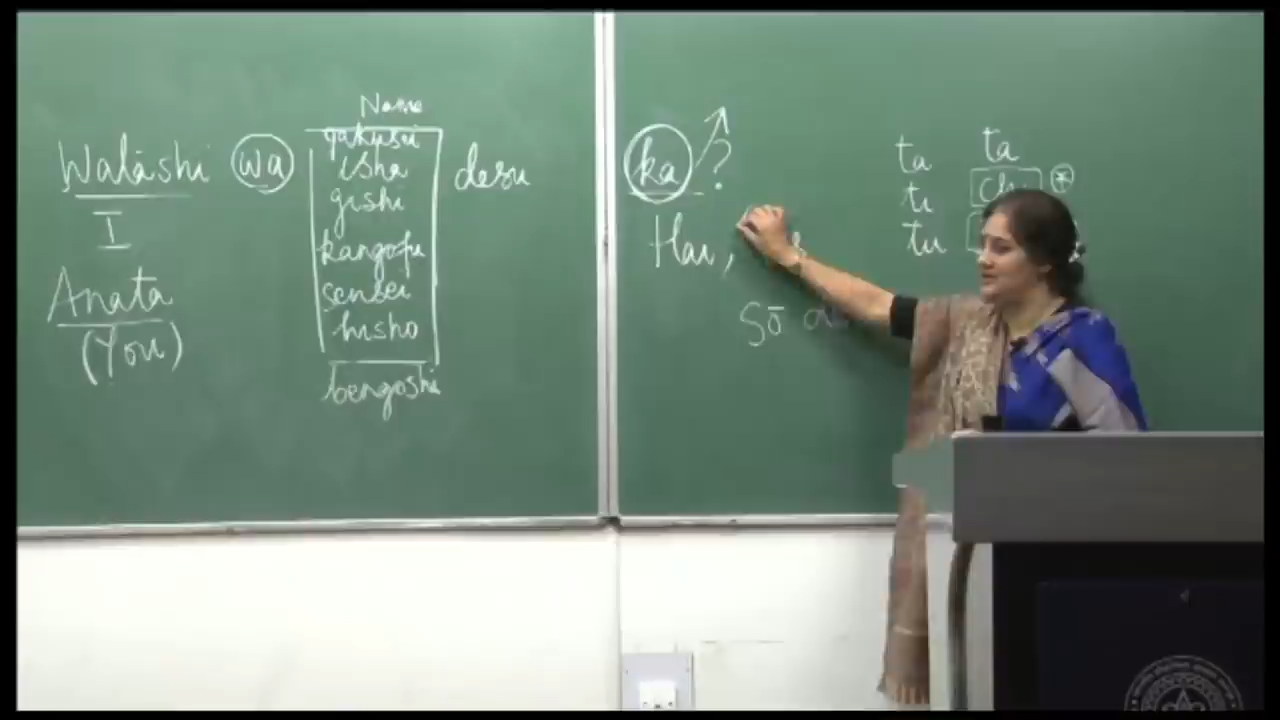 Name
Watashi wa gakusei desu
isha
gishi
I
kangofu
Anata
sensei
(You)
hisho
bengoshi
ka ?
Hai,
Sō
ta ta
ti
tu